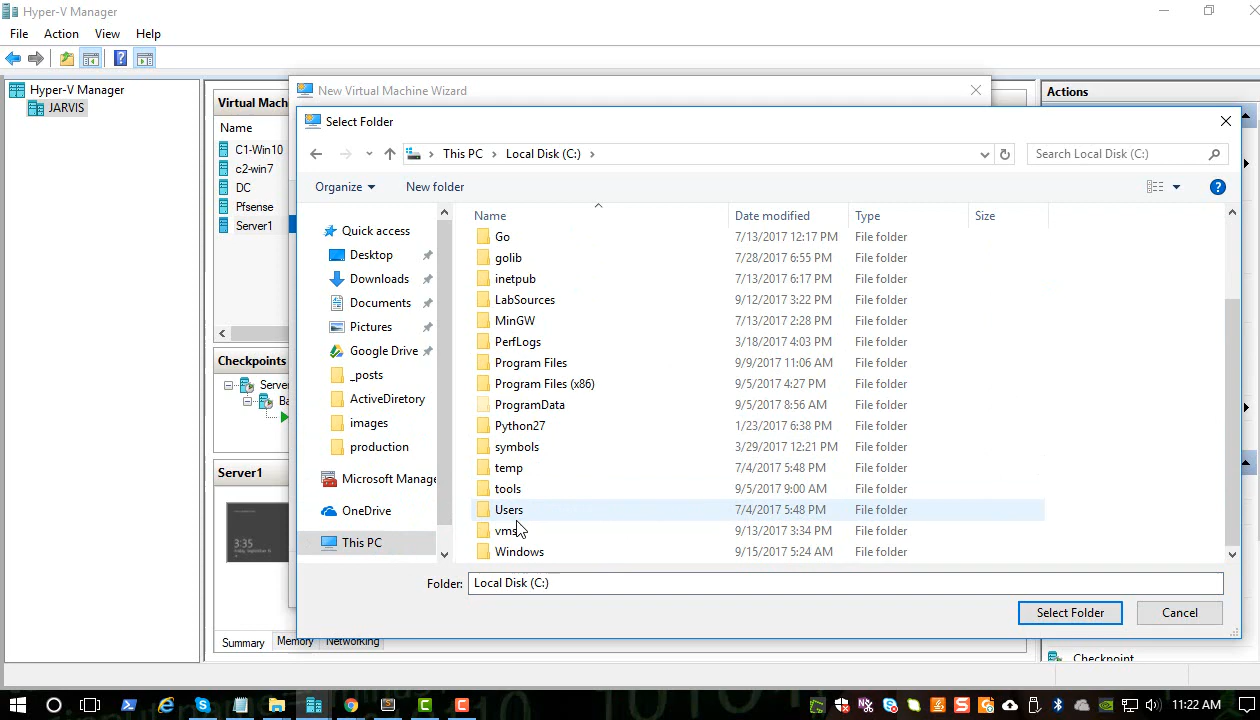 Hyper-V Manager
File Action View Help
Hyper-V Manager
JARVIS
Virtual Mach
Name
C1-Win10
c2-win7
DC
Pfsense
Server1
Checkpoints
Serve
Ba
Server1
3:35
Summary Memory Networking
Actions
Checkpoint
New Virtual Machine Wizard
Select Folder
This PC Local Disk (C:)
Search Local Disk (C:)
Organize New folder
Quick access
Desktop
Downloads
Documents
Pictures
Google Drive
_posts
ActiveDiretory
images
production
Microsoft Manage
OneDrive
This PC
Name Date modified Type Size
Go 7/13/2017 12:17 PM File folder
golib 7/28/2017 6:55 PM File folder
inetpub 7/13/2017 6:17 PM File folder
LabSources 9/12/2017 3:22 PM File folder
MinGW 7/13/2017 2:28 PM File folder
PerfLogs 3/18/2017 4:03 PM File folder
Program Files 9/9/2017 11:06 AM File folder
Program Files (x86) 9/5/2017 4:27 PM File folder
ProgramData 9/5/2017 8:56 AM File folder
Python27 1/23/2017 6:38 PM File folder
symbols 3/29/2017 12:21 PM File folder
temp 7/4/2017 5:48 PM File folder
tools 9/5/2017 9:00 AM File folder
Users 7/4/2017 5:48 PM File folder
vms 9/13/2017 3:34 PM File folder
Windows 9/15/2017 5:24 AM File folder
Folder: Local Disk (C:)
Select Folder Cancel
11:22 AM